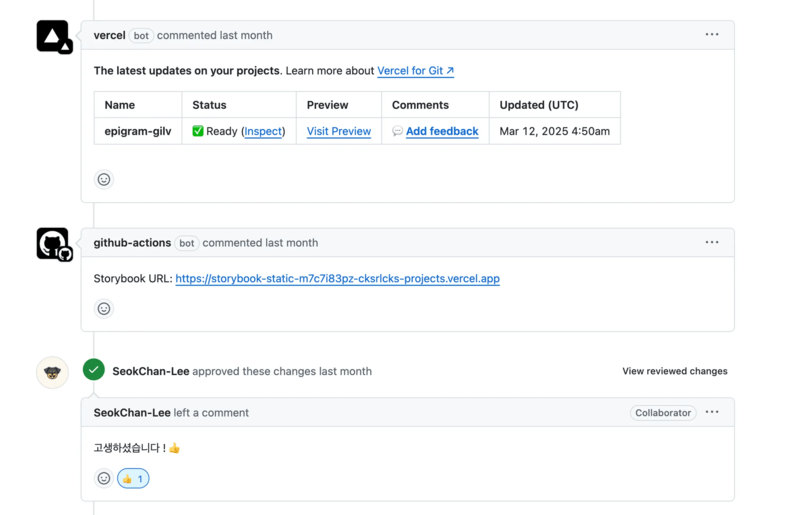 vercel bot commented last month ...
The latest updates on your projects. Learn more about Vercel for Git ↗
Name Status Preview Comments Updated (UTC)
epigram-gilv ✅ Ready (Inspect) Visit Preview 💬 Add feedback Mar 12, 2025 4:50am
github-actions bot commented last month ...
Storybook URL: https://storybook-static-m7c7i83pz-cksrlcks-projects.vercel.app
SeokChan-Lee approved these changes last month View reviewed changes
SeokChan-Lee left a comment Collaborator ...
고생하셨습니다 ! 👍
👍 1